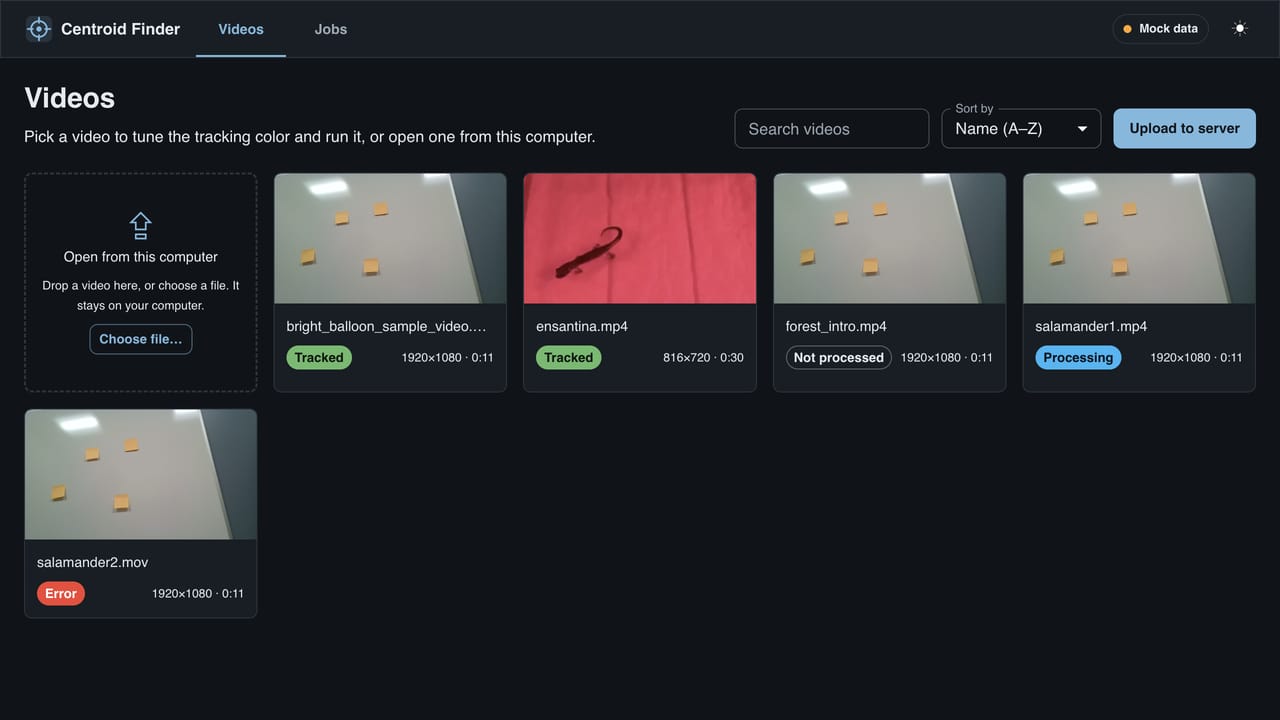 Centroid Finder
Videos
Jobs
Mock data
Videos
Pick a video to tune the tracking color and run it, or open one from this computer.
Search videos
Sort by
Name (A–Z)
Upload to server
Open from this computer
Drop a video here, or choose a file. It
stays on your computer.
Choose file…
bright_balloon_sample_video.…
Tracked
1920×1080 · 0:11
ensantina.mp4
Tracked
816×720 · 0:30
forest_intro.mp4
Not processed
1920×1080 · 0:11
salamander1.mp4
Processing
1920×1080 · 0:11
salamander2.mov
Error
1920×1080 · 0:11